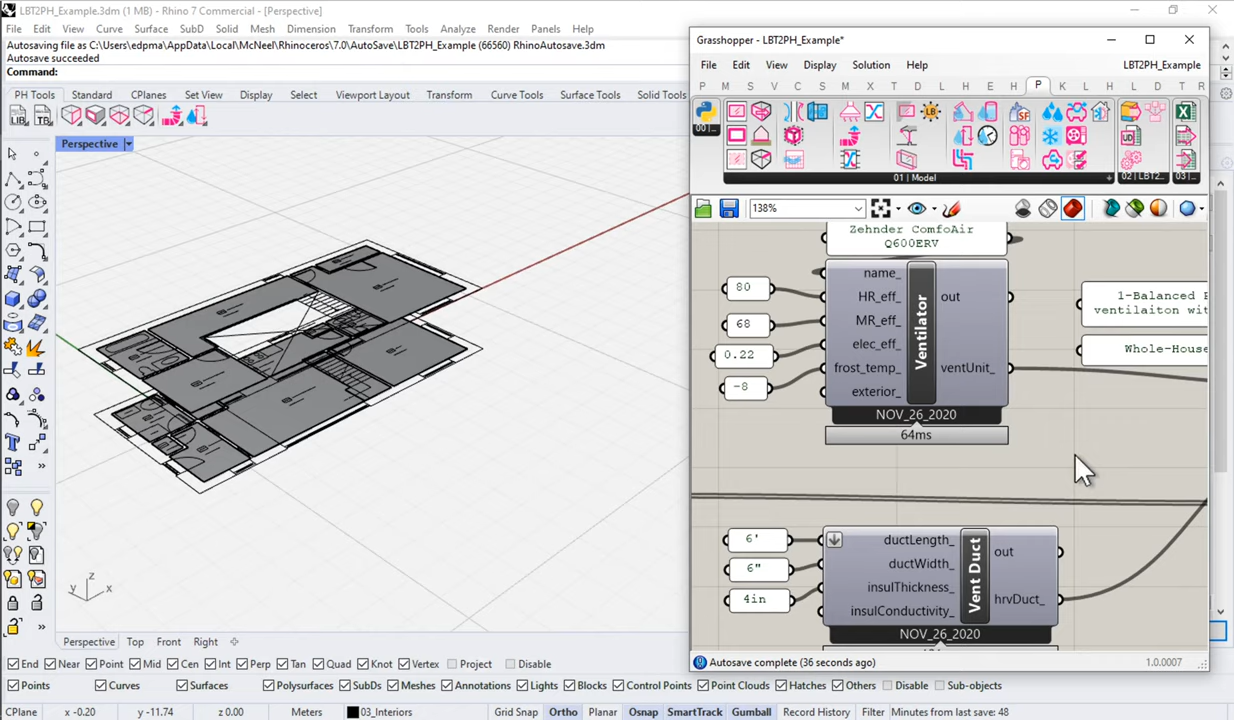 LBT2PH_Example.3dm (1 MB) - Rhino 7 Commercial - [Perspective]
File Edit View Curve Surface SubD Solid Mesh Dimension Transform Tools Analyze Render Panels Help
Autosaving file as C:\Users\edpma\AppData\Local\McNeel\Rhinoceros\7.0\AutoSave\LBT2PH_Example (66560) RhinoAutosave.3dm
Autosave succeeded
Command:
PH Tools Standard CPlanes Set View Display Select Viewport Layout Transform Curve Tools Surface Tools Solid Tools
LIB TB
Perspective
z
y x
Perspective Top Front Right
End Near Point Mid Cen Int Perp Tan Quad Knot Vertex Project Disable
Points Curves Surfaces Polysurfaces SubDs Meshes Annotations Lights Blocks Control Points Point Clouds Hatches Others Disable Sub-objects
CPlane x -0.20 y -11.74 z 0.00 Meters 03_Interiors Grid Snap Ortho Planar Osnap SmartTrack Gumball Record History Filter Minutes from last save: 48
Grasshopper - LBT2PH_Example*
File Edit View Display Solution Help LBT2PH_Example
P M S V C S M X D L H E H P K L L D T R
LB SF UD
00 |... 01 | Model 02 | LBT2... 03 |...
138%
Zehnder ComfoAir
Q600ERV
80
68
0.22
-8
name_
HR_eff_
MR_eff_
elec_eff_
frost_temp_
exterior_
Ventilator
out
ventUnit_
NOV_26_2020
64ms
1-Balanced
ventilaiton wit
Whole-House
6'
6"
4in
ductLength_
ductWidth_
insulThickness_
insulConductivity_
Vent Duct
out
hrvDuct_
NOV_26_2020
Autosave complete (36 seconds ago) 1.0.0007